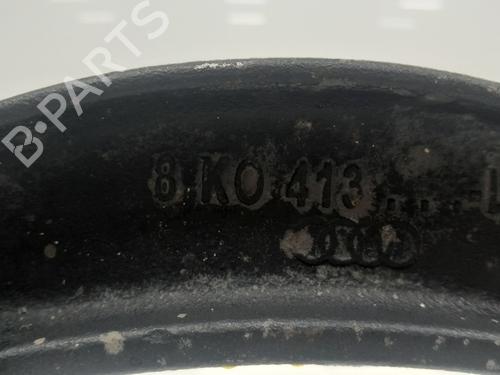 B-PARTS
8K0 413 . . . -